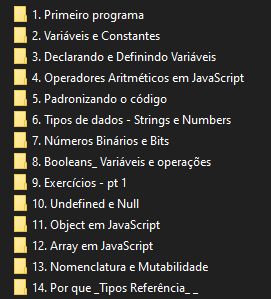 1. Primeiro programa
2. Variáveis e Constantes
3. Declarando e Definindo Variáveis
4. Operadores Aritméticos em JavaScript
5. Padronizando o código
6. Tipos de dados - Strings e Numbers
7. Números Binários e Bits
8. Booleans_ Variáveis e operações
9. Exercícios - pt 1
10. Undefined e Null
11. Object em JavaScript
12. Array em JavaScript
13. Nomenclatura e Mutabilidade
14. Por que _Tipos Referência_ _